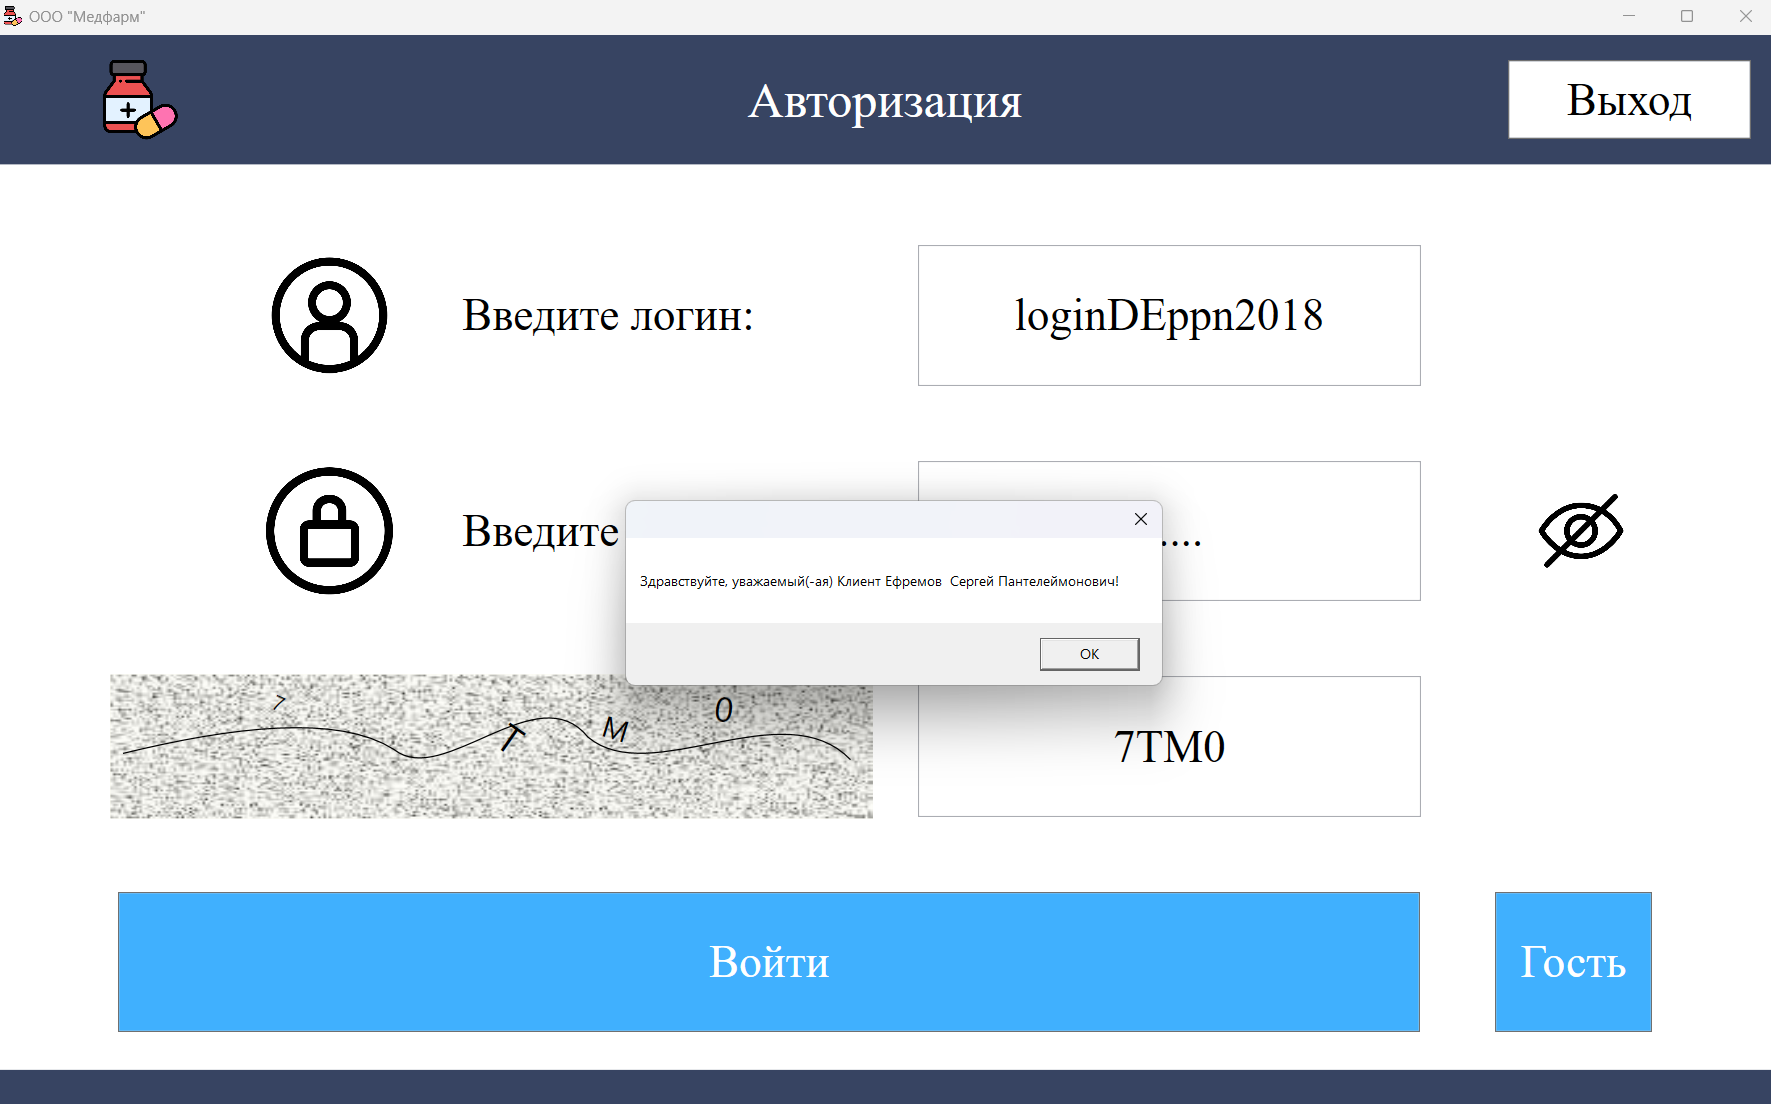 ООО "Медфарм"
Авторизация
Выход
Введите логин:
loginDEppn2018
Введите
....
Здравствуйте, уважаемый(-ая) Клиент Ефремов  Сергей Пантелеймонович!
OK
7TM0
7TM0
Войти
Гость